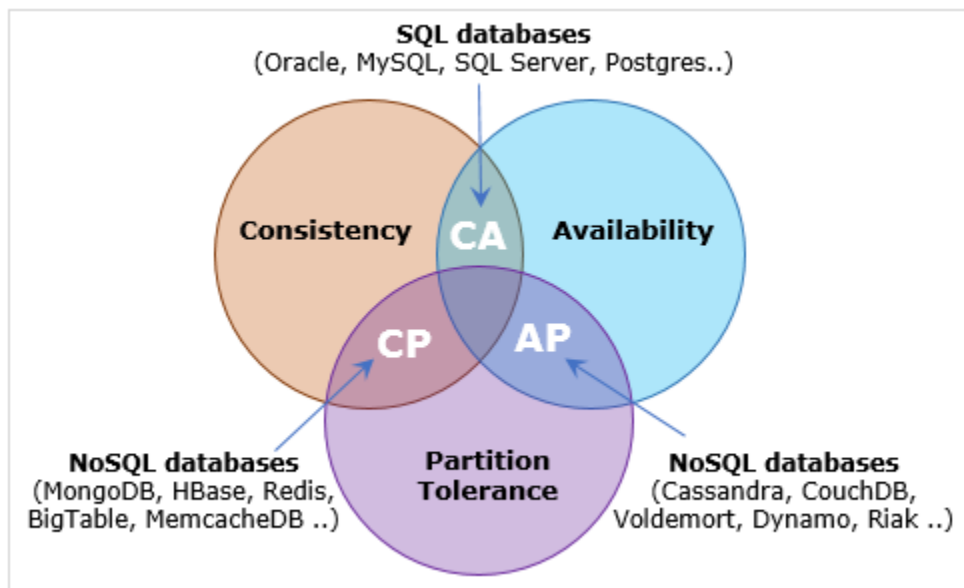 SQL databases
(Oracle, MySQL, SQL Server, Postgres..)
Consistency
CA
Availability
CP
AP
NoSQL databases
(MongoDB, HBase, Redis,
BigTable, MemcacheDB ..)
Partition
Tolerance
NoSQL databases
(Cassandra, CouchDB,
Voldemort, Dynamo, Riak ..)